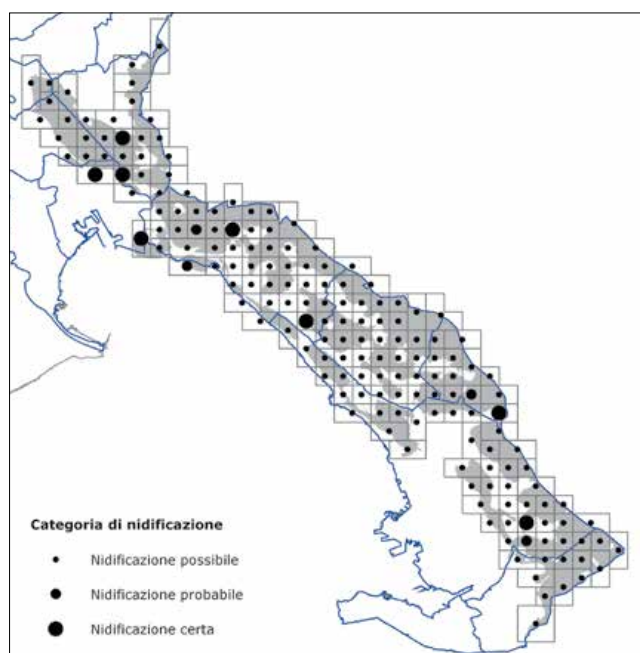 Categoria di nidificazione
Nidificazione possibile
Nidificazione probabile
Nidificazione certa